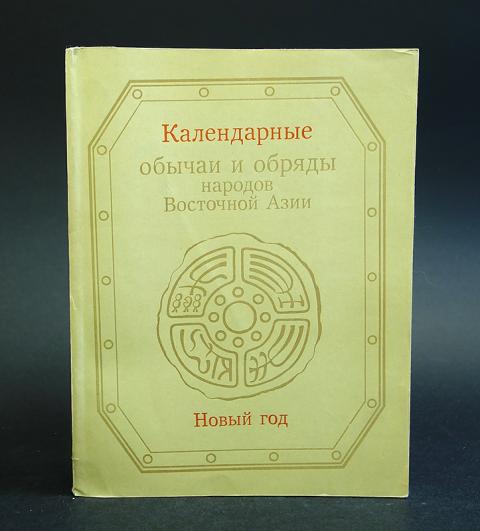 Календарные
обычаи и обряды
народов
Восточной Азии
Новый год